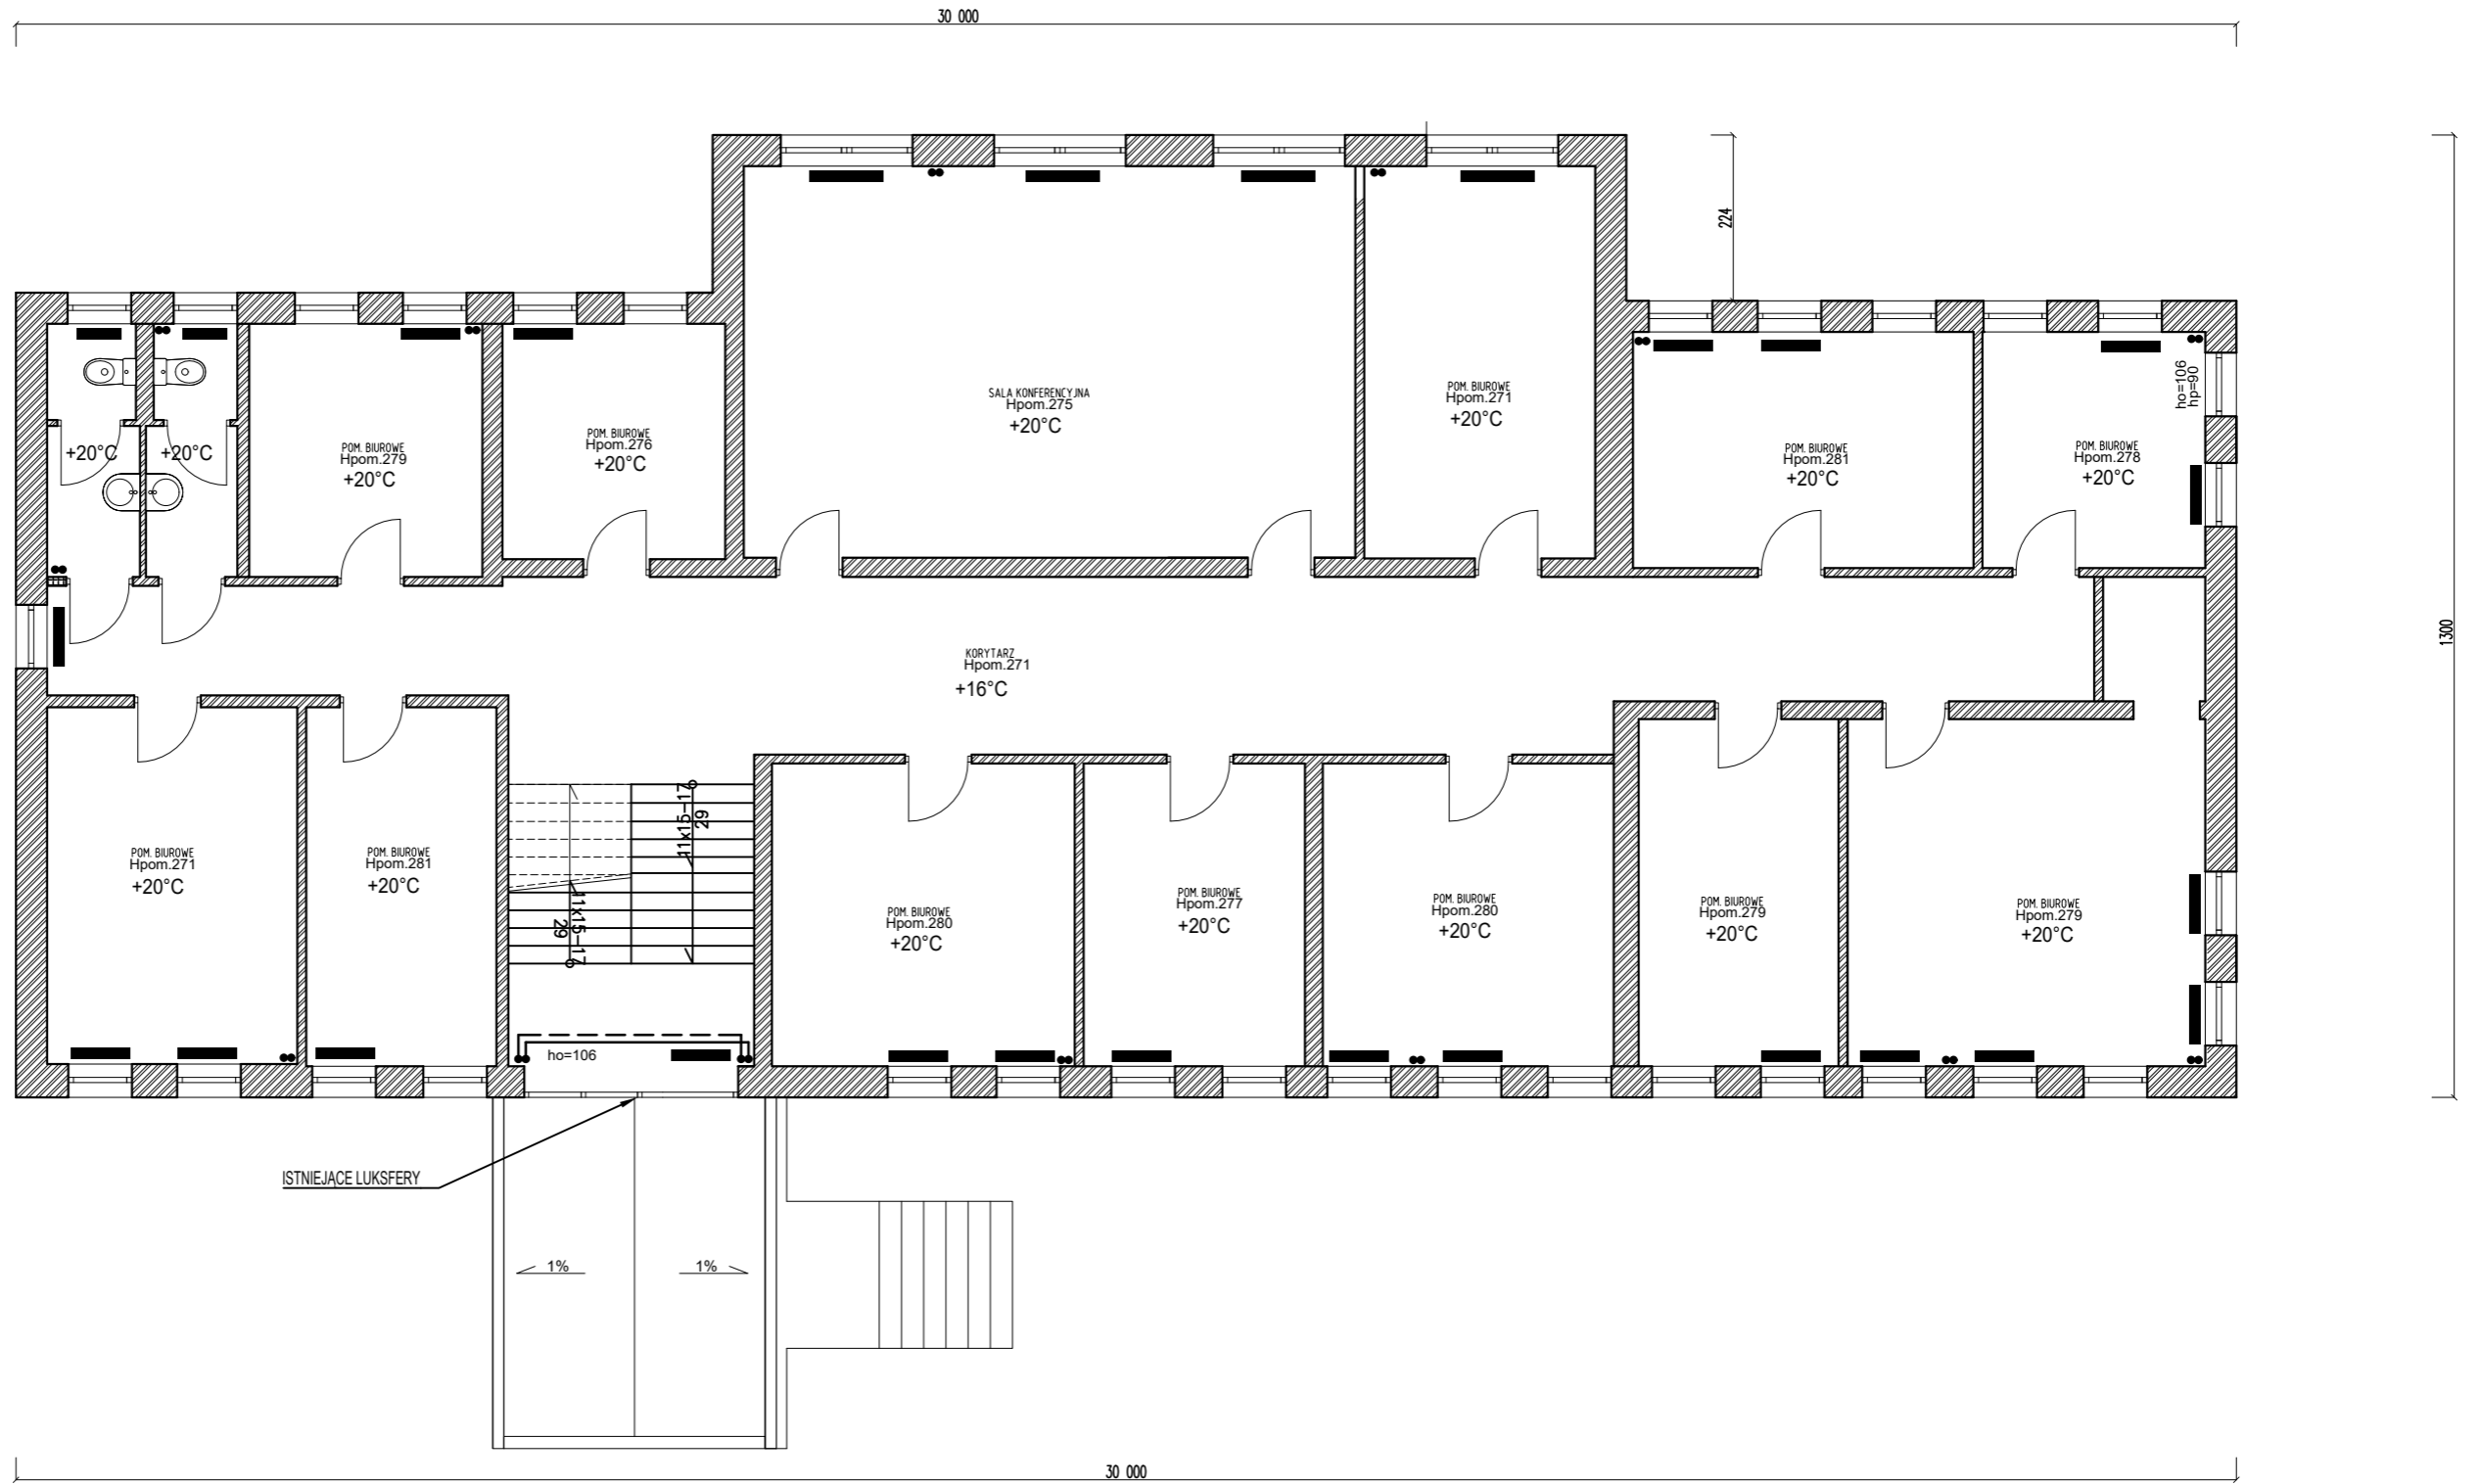 30 000
224
1300
SALA KONFERENCYJNA
Hpom.275
+20°C
POM. BIUROWE
Hpom.271
+20°C
ho=106
hp=90
+20°C
+20°C
POM. BIUROWE
Hpom.279
+20°C
POM. BIUROWE
Hpom.276
+20°C
POM. BIUROWE
Hpom.281
+20°C
POM. BIUROWE
Hpom.278
+20°C
KORYTARZ
Hpom.271
+16°C
POM. BIUROWE
Hpom.271
+20°C
POM. BIUROWE
Hpom.281
+20°C
11x15-17
29
11x15-17
29
POM. BIUROWE
Hpom.280
+20°C
POM. BIUROWE
Hpom.277
+20°C
POM. BIUROWE
Hpom.280
+20°C
POM. BIUROWE
Hpom.279
+20°C
POM. BIUROWE
Hpom.279
+20°C
ho=106
ISTNIEJĄCE LUKSFERY
1%
1%
30 000